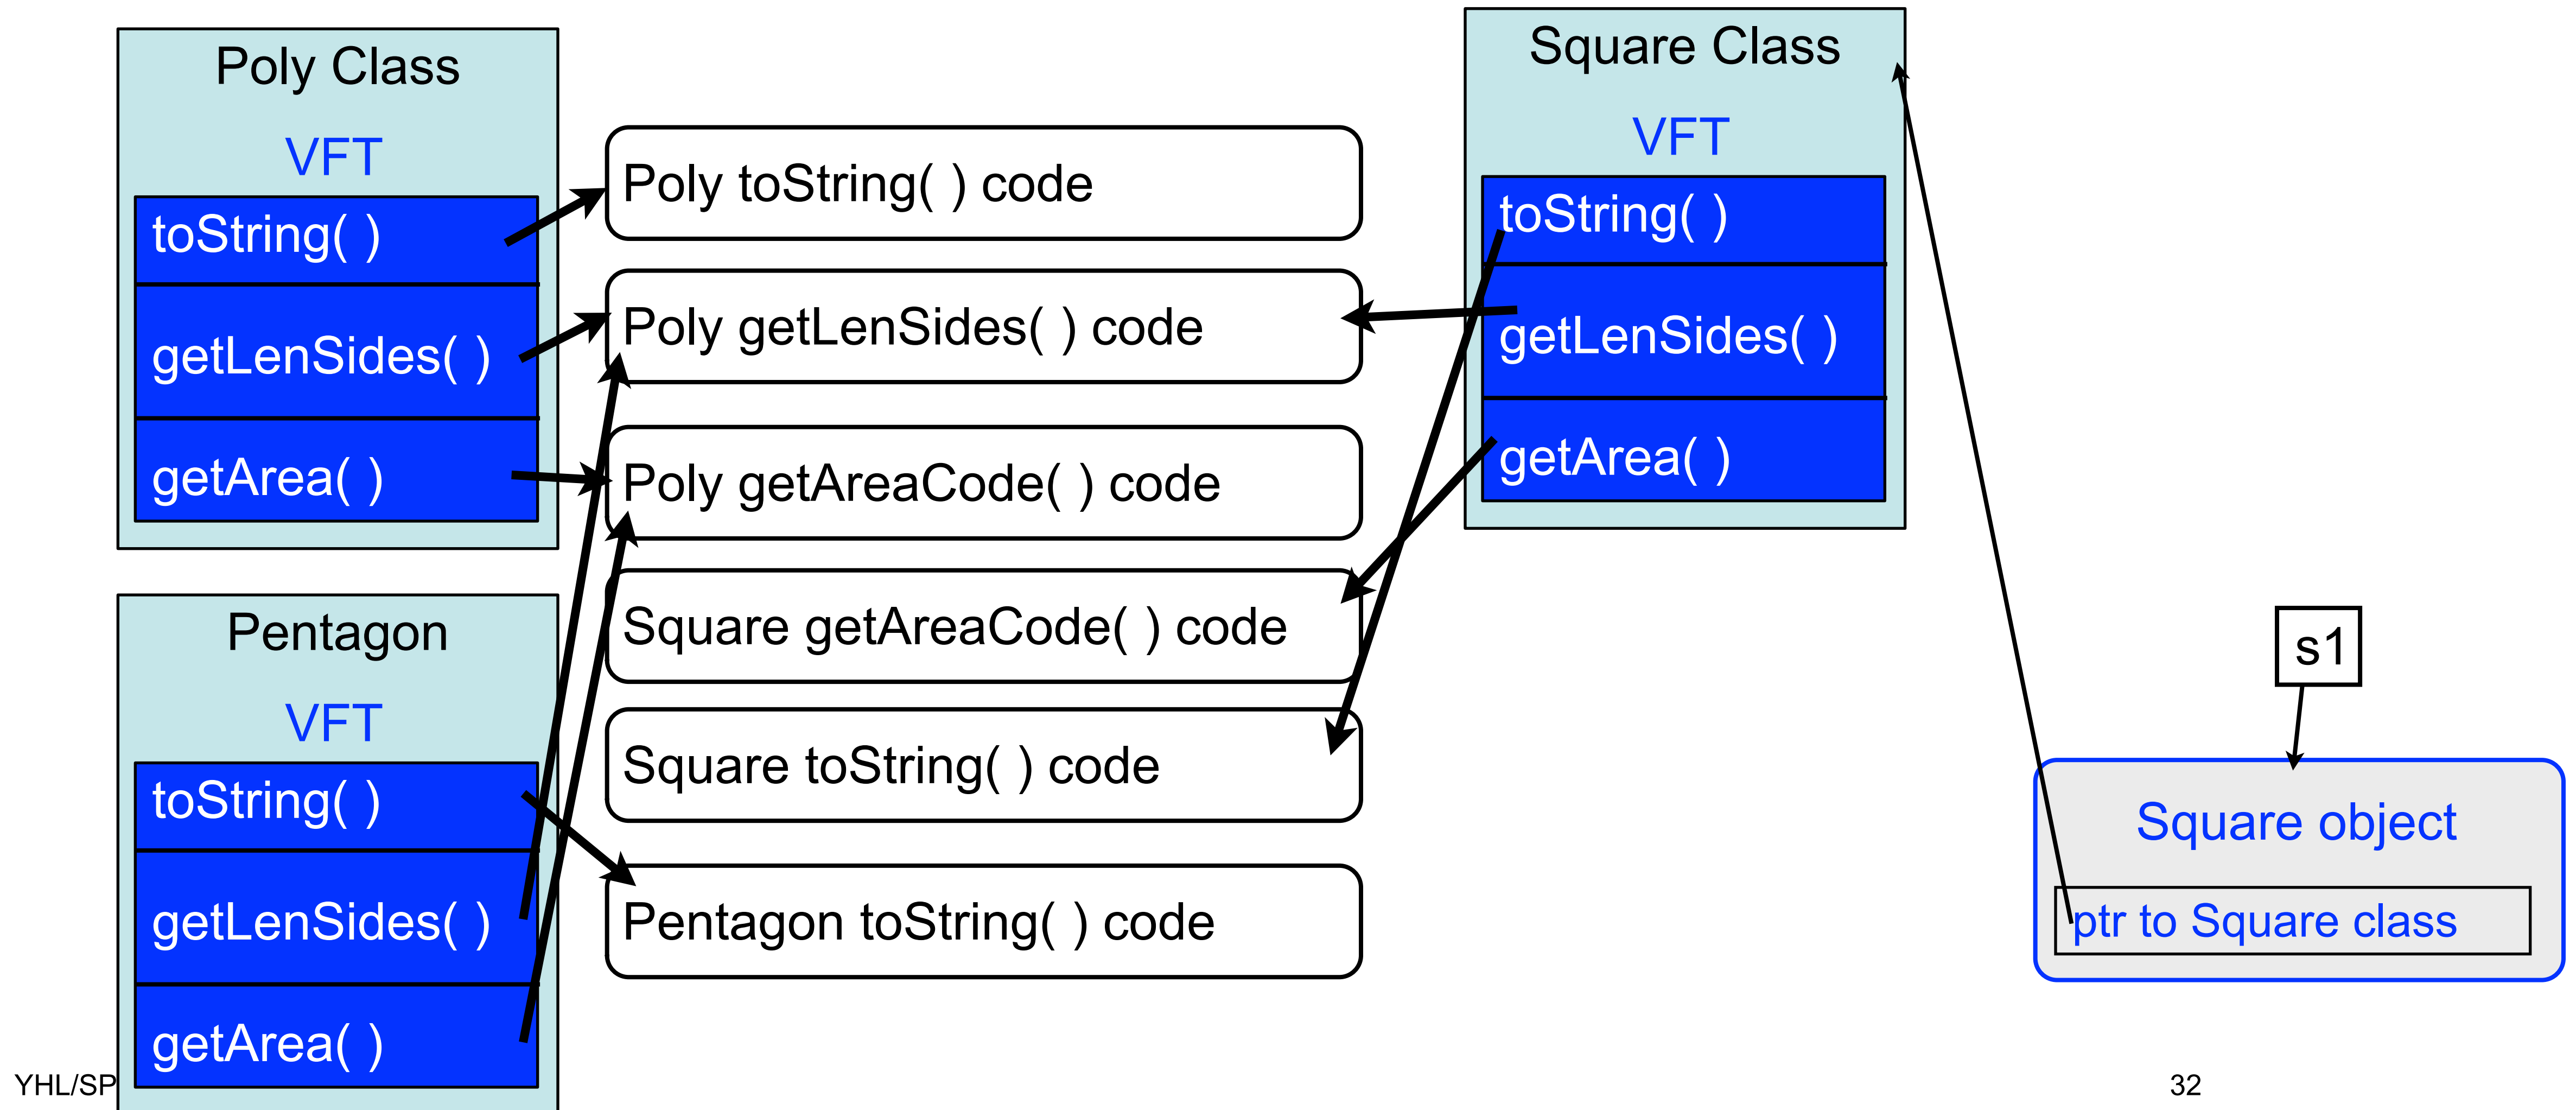 Poly Class
VFT
toString( )
getLenSides( )
getArea( )
Pentagon
VFT
toString( )
getLenSides( )
getArea( )
Poly toString( ) code
Poly getLenSides( ) code
Poly getAreaCode( ) code
Square getAreaCode( ) code
Square toString( ) code
Pentagon toString( ) code
Square Class
VFT
toString( )
getLenSides( )
getArea( )
s1
Square object
ptr to Square class
YHL/SP
32